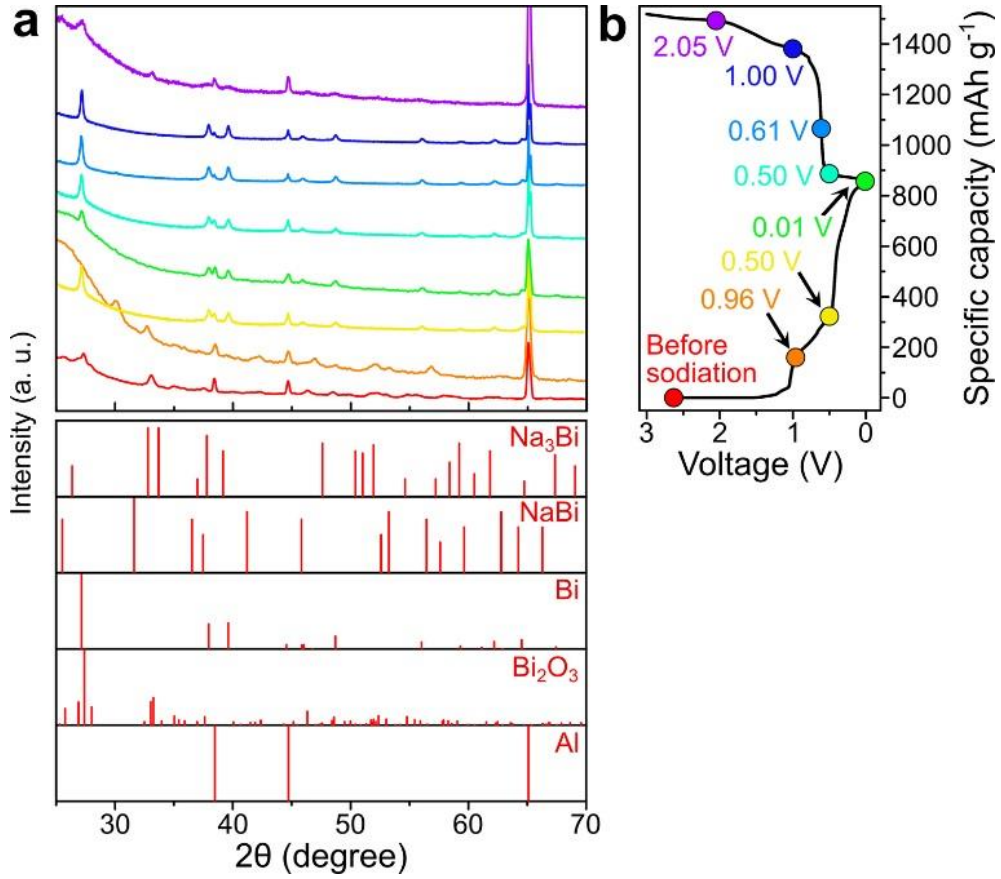 a
Intensity (a. u.)
Na₃Bi
NaBi
Bi
Bi₂O₃
Al
30 40 50 60 70
2θ (degree)
b
2.05 V
1.00 V
0.61 V
0.50 V
0.01 V
0.50 V
0.96 V
Before
sodiation
3 2 1 0
Voltage (V)
1400
1200
1000
800
600
400
200
0
Specific capacity (mAh g⁻¹)